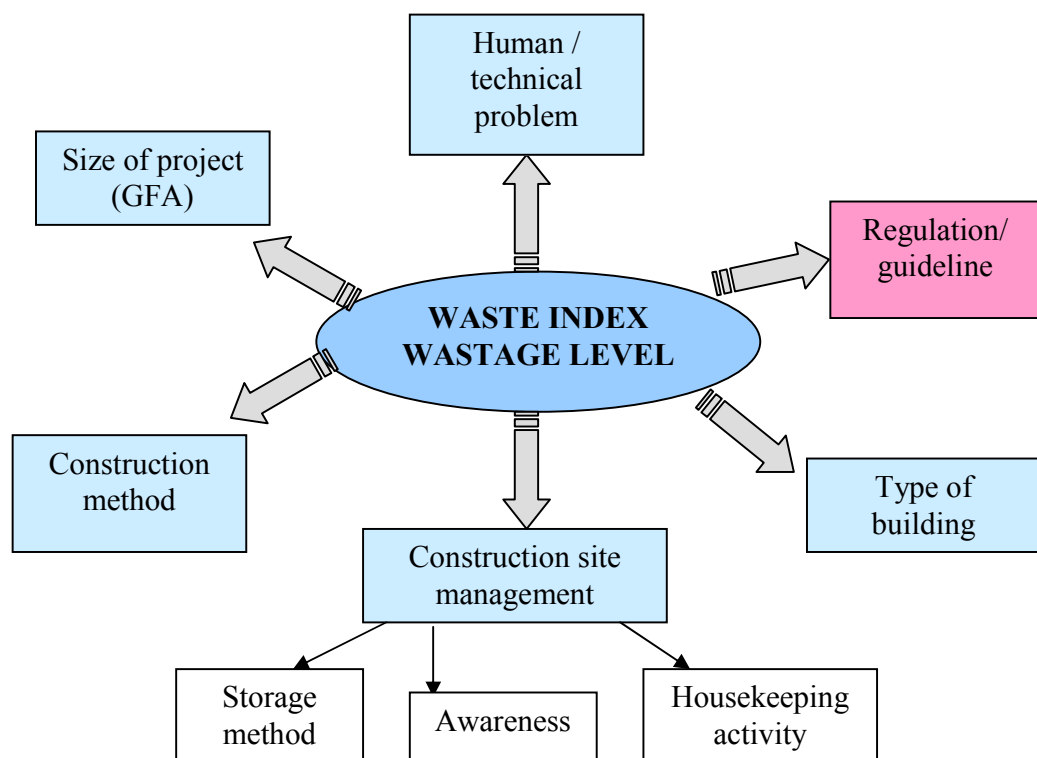 Human /
technical
problem
Size of project
(GFA)
Regulation/
guideline
WASTE INDEX
WASTAGE LEVEL
Construction
method
Type of
building
Construction site
management
Storage
method
Awareness
Housekeeping
activity